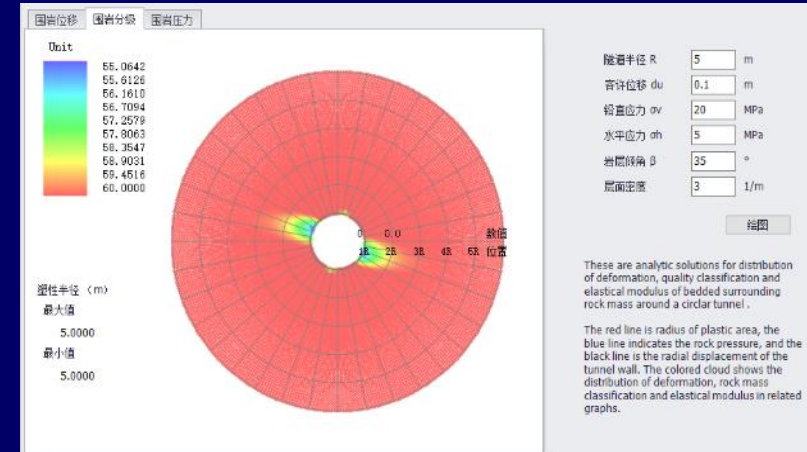 围岩位移 围岩分级 围岩压力
Unit
55.0642
55.6126
56.1610
56.7094
57.2579
57.8063
58.3547
58.9031
59.4516
60.0000
0 0.0 数值
1R 2R 3R 4R 5R 位置
塑性半径 (m)
最大值
5.0000
最小值
5.0000
隧道半径 R 5 m
容许位移 du 0.1 m
铅直应力 σv 20 MPa
水平应力 σh 5 MPa
岩层倾角 β 35 °
层面密度 3 1/m
绘图
These are analytic solutions for distribution
of deformation, quality classification and
elastical modulus of bedded surrounding
rock mass around a circlar tunnel .
The red line is radius of plastic area, the
blue line indicates the rock pressure, and the
black line is the radial displacement of the
tunnel wall. The colored cloud shows the
distribution of deformation, rock mass
classification and elastical modulus in related
graphs.